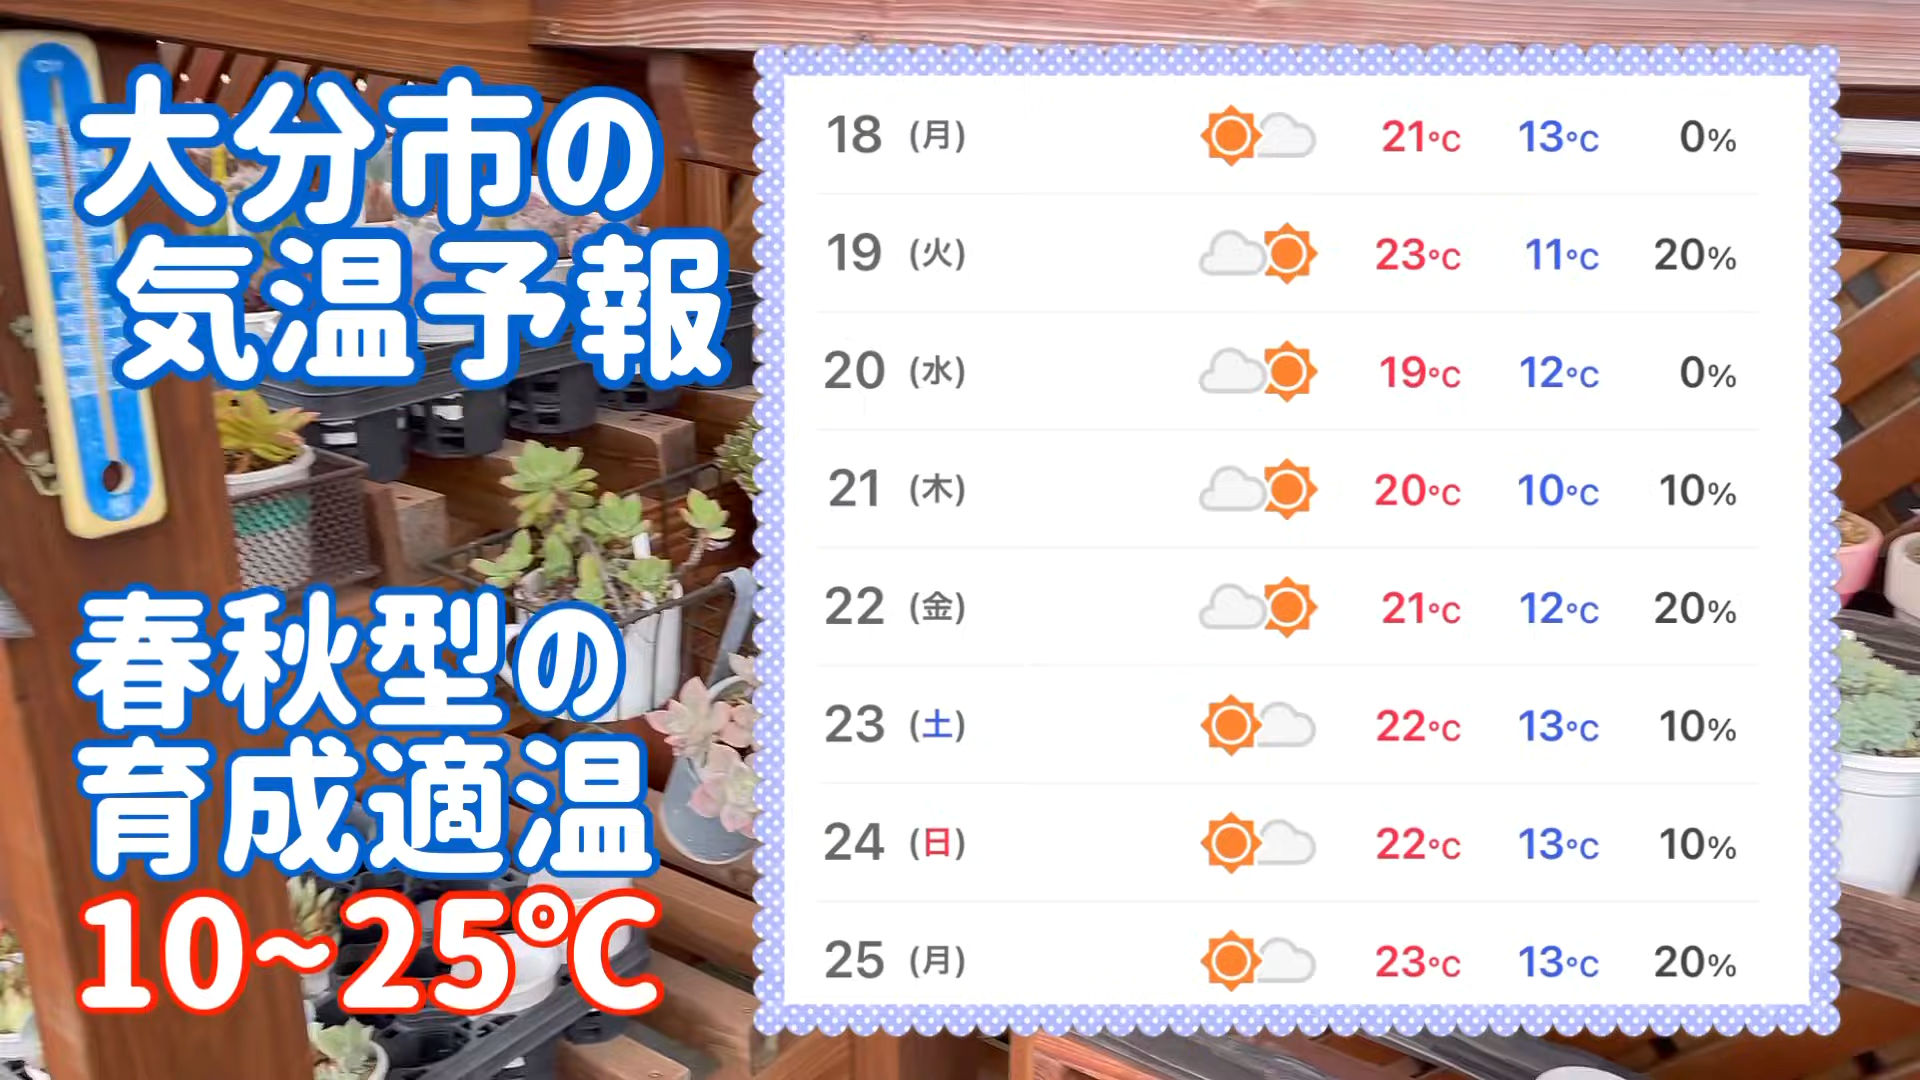 大分市の
気温予報
春秋型の
育成適温
10~25℃
18 (月) 21℃ 13℃ 0%
19 (火) 23℃ 11℃ 20%
20 (水) 19℃ 12℃ 0%
21 (木) 20℃ 10℃ 10%
22 (金) 21℃ 12℃ 20%
23 (土) 22℃ 13℃ 10%
24 (日) 22℃ 13℃ 10%
25 (月) 23℃ 13℃ 20%